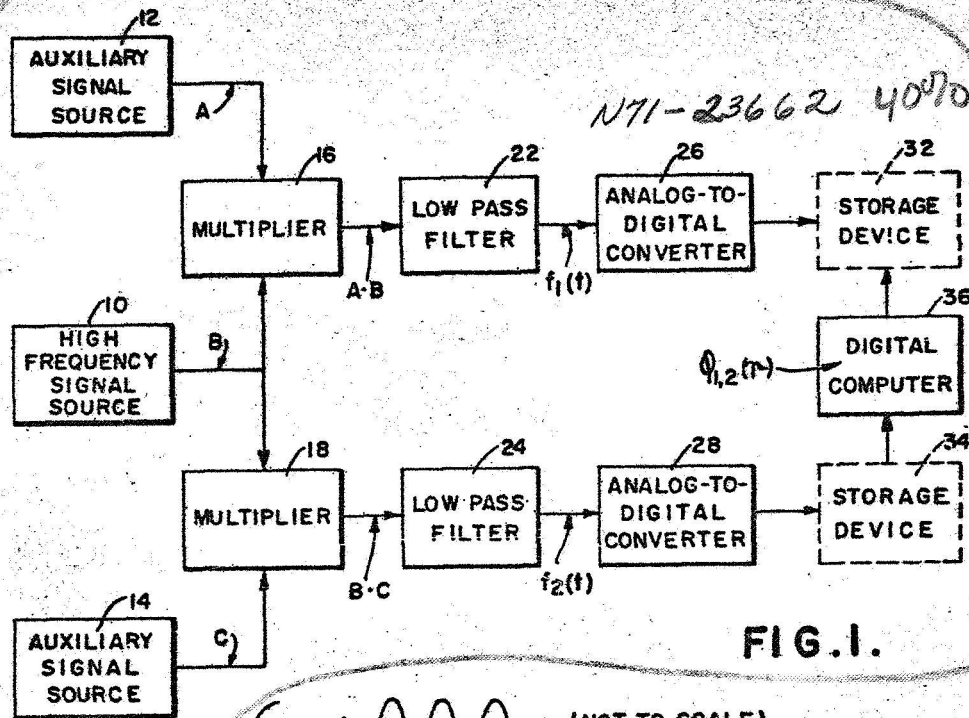 12
AUXILIARY
SIGNAL
SOURCE
A
N71-23662
16
MULTIPLIER
A·B
22
LOW PASS
FILTER
f₁(t)
26
ANALOG-TO-
DIGITAL
CONVERTER
32
STORAGE
DEVICE
10
HIGH
FREQUENCY
SIGNAL
SOURCE
B
36
DIGITAL
COMPUTER
18
MULTIPLIER
B·C
24
LOW PASS
FILTER
f₂(t)
28
ANALOG-TO-
DIGITAL
CONVERTER
34
STORAGE
DEVICE
14
AUXILIARY
SIGNAL
SOURCE
C
FIG.1.
(NOT TO SCALE)